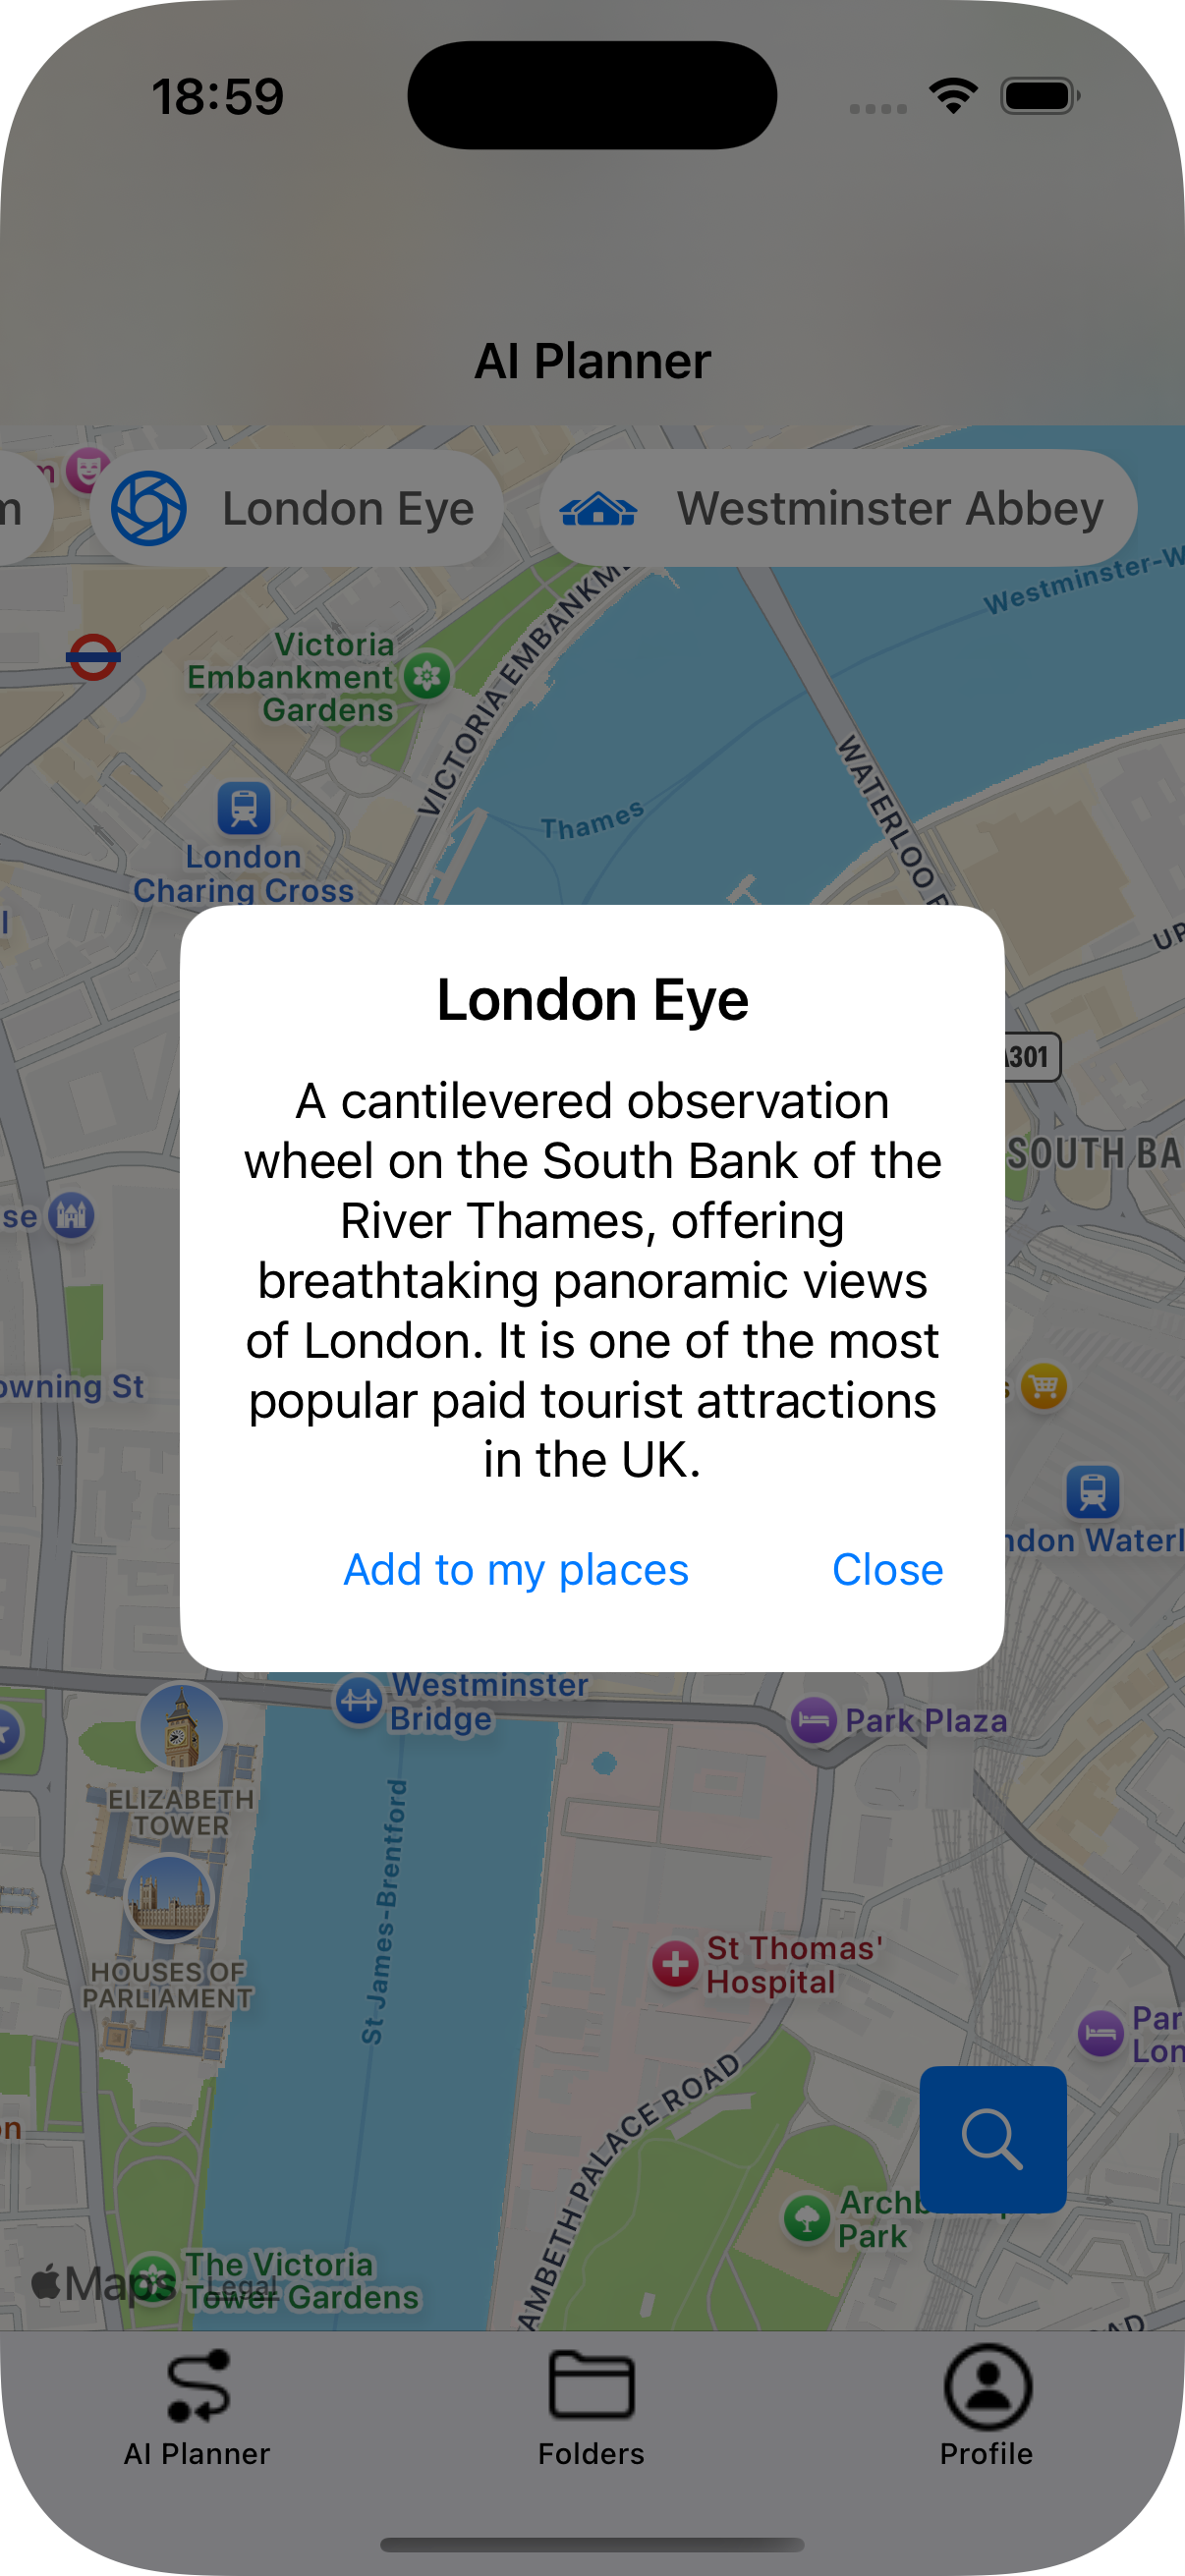 18:59
AI Planner
m
London Eye
Westminster Abbey
m
Westminster-W
Victoria
Embankment
Gardens
VICTORIA EMBANKM
WATERLOO
Thames
London
Charing Cross
l
UP
London Eye
A cantilevered observation
wheel on the South Bank of the
River Thames, offering
breathtaking panoramic views
of London. It is one of the most
popular paid tourist attractions
in the UK.
Add to my places
Close
A301
SOUTH BA
se
owning St
s
ndon Waterl
Westminster
Bridge
Park Plaza
ELIZABETH
TOWER
St James-Brentford
HOUSES OF
PARLIAMENT
St Thomas'
Hospital
Par
Lon
on
AMBETH PALACE ROAD
Park
Maps
Legal
The Victoria
Tower Gardens
AI Planner
Folders
Profile